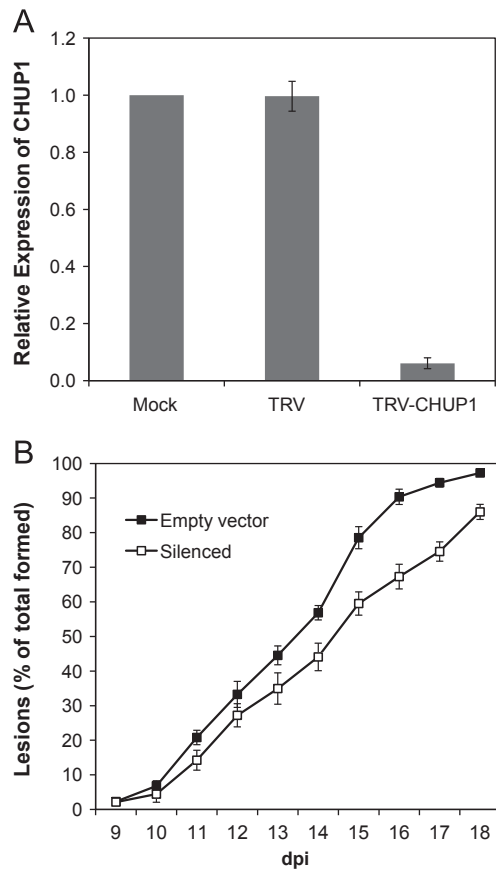 A
Relative Expression of CHUP1
1.2
1.0
0.8
0.6
0.4
0.2
0.0
Mock TRV TRV-CHUP1
B
Lesions (% of total formed)
100
90
80
70
60
50
40
30
20
10
0
Empty vector
Silenced
9 10 11 12 13 14 15 16 17 18
dpi